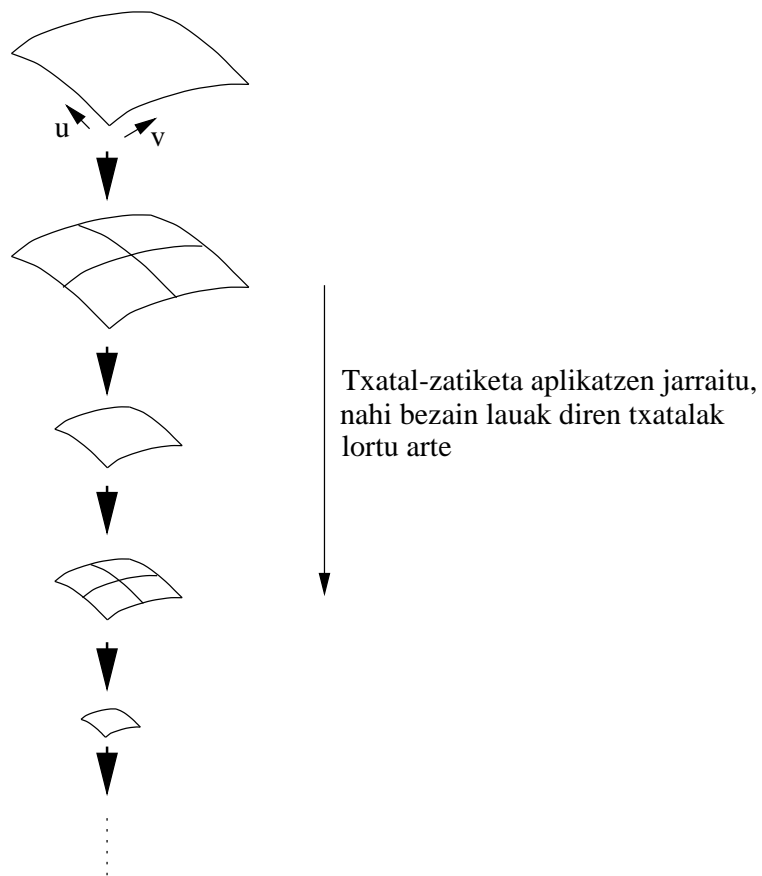 u
v
Txatal-zatiketa aplikatzen jarraitu,
nahi bezain lauak diren txatalak
lortu arte